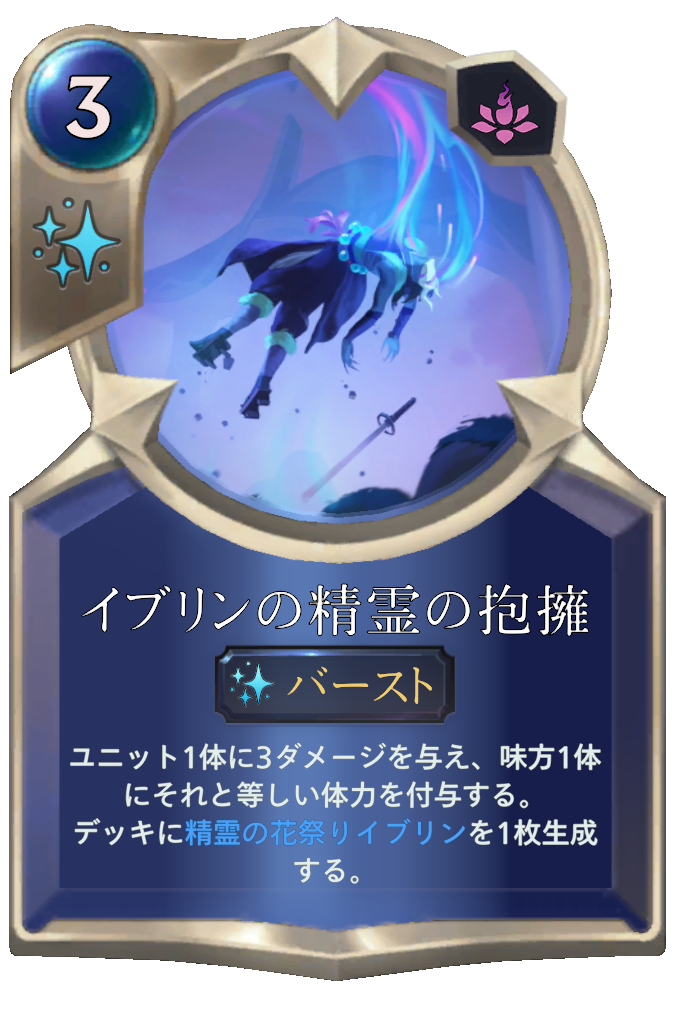 3
イブリンの精霊の抱擁
バースト
ユニット1体に3ダメージを与え、味方1体
にそれと等しい体力を付与する。
デッキに精霊の花祭りイブリンを1枚生成
する。